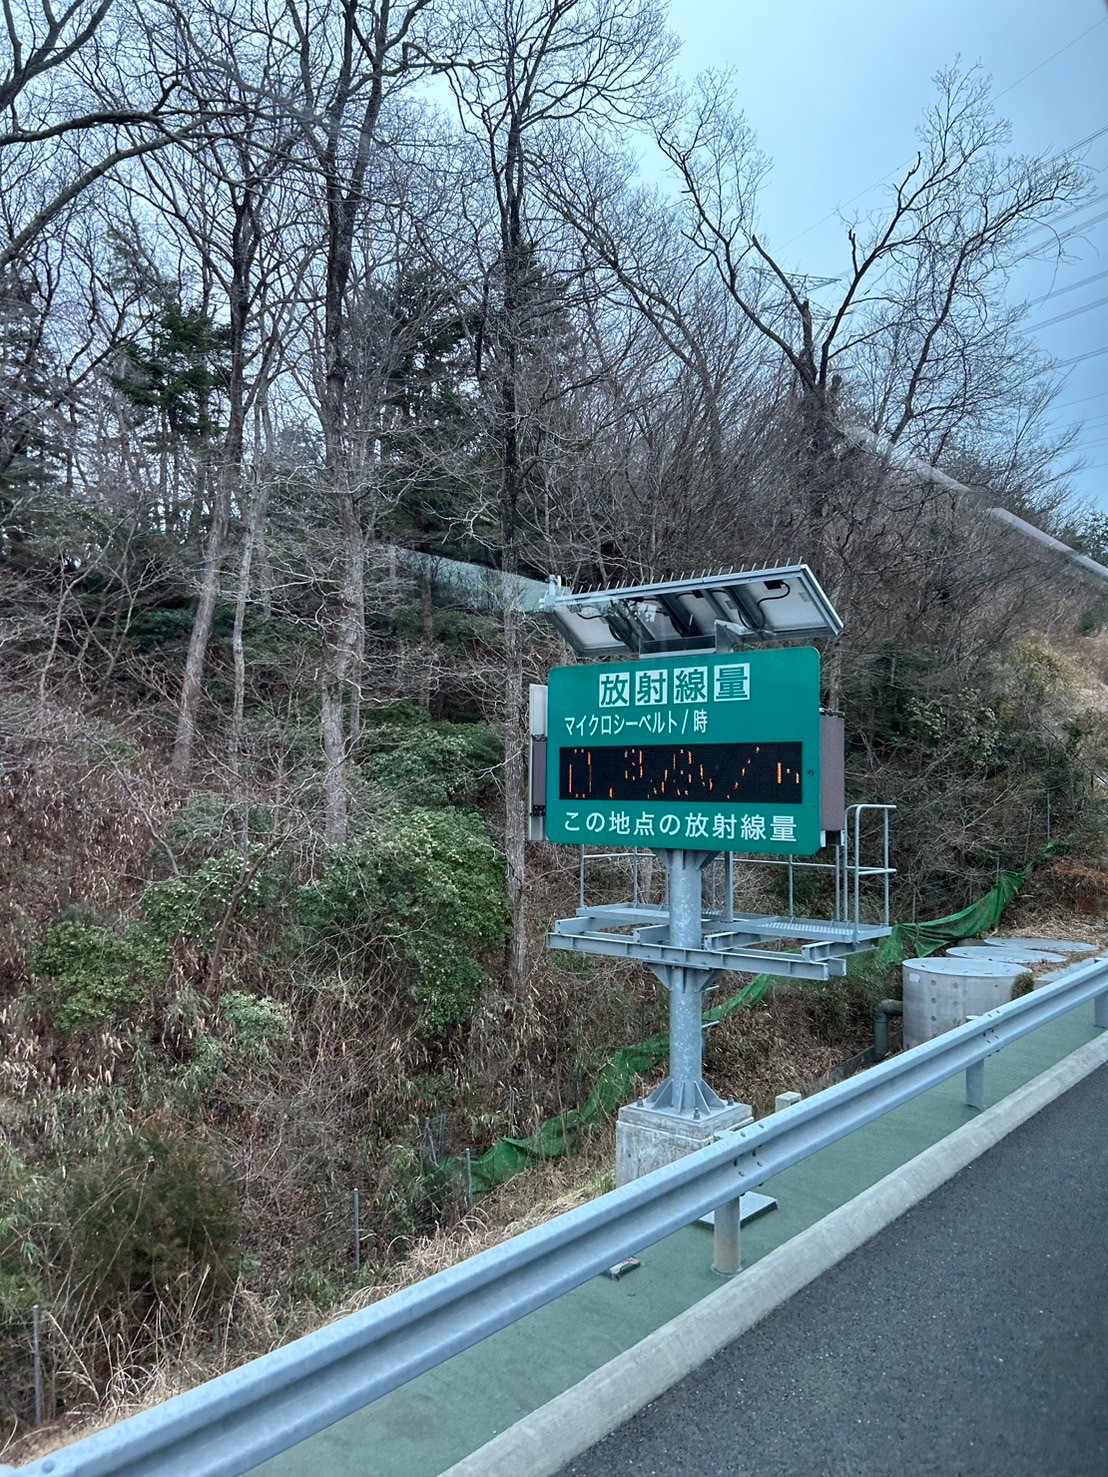 放射線量
マイクロシーベルト/時
この地点の放射線量